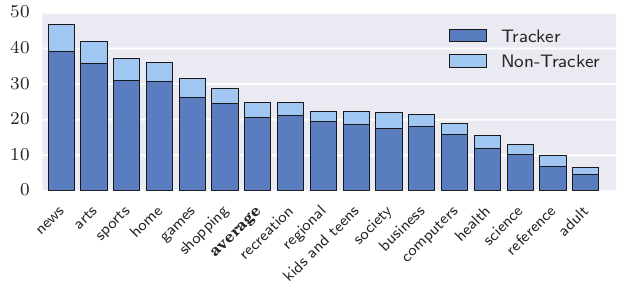 50
40
30
20
10
0
Tracker
Non-Tracker
news
arts
sports
home
games
shopping
average
recreation
regional
kids and teens
society
business
computers
health
science
reference
adult